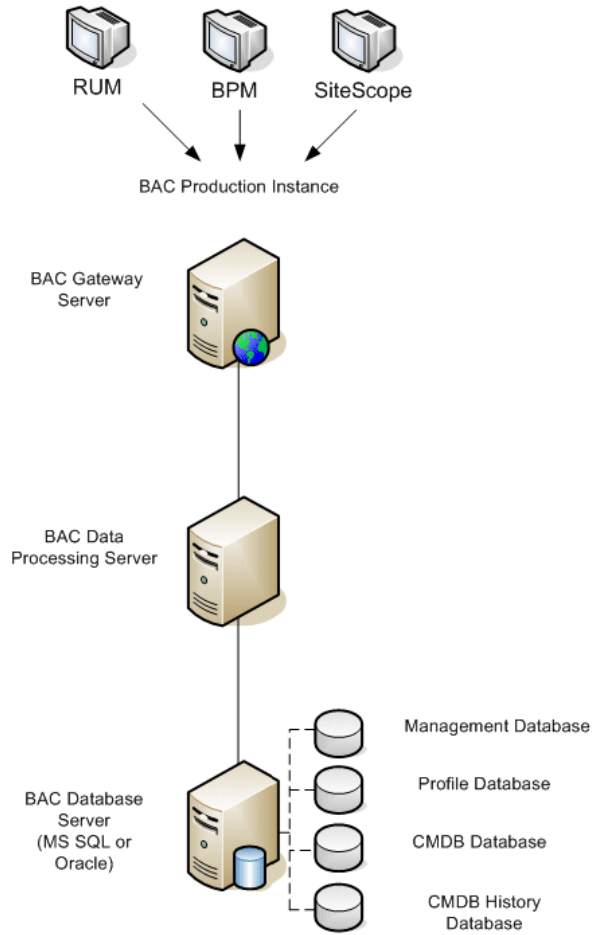 RUM
BPM
SiteScope
BAC Production Instance
BAC Gateway
Server
BAC Data
Processing Server
BAC Database
Server
(MS SQL or
Oracle)
Management Database
Profile Database
CMDB Database
CMDB History
Database